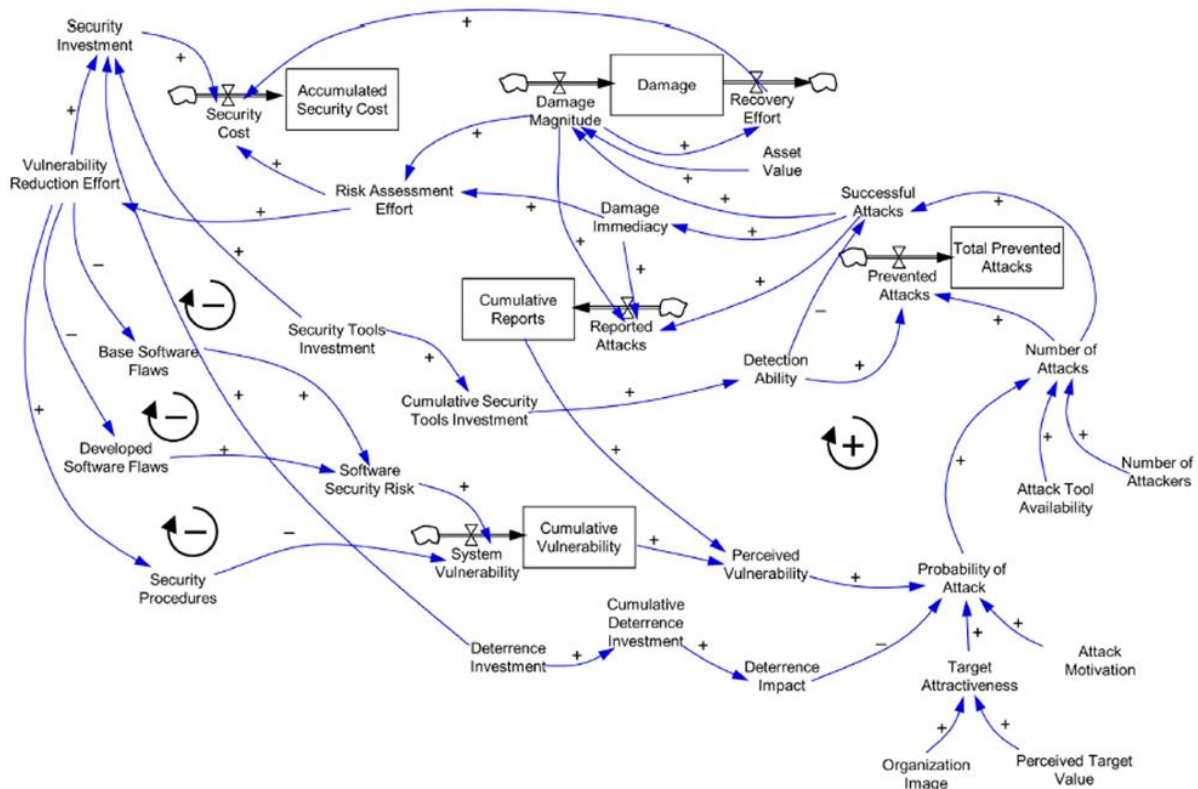 Security
Investment
Security
Cost
Accumulated
Security Cost
Damage
Magnitude
Damage
Recovery
Effort
Asset
Value
Vulnerability
Reduction Effort
Risk Assessment
Effort
Damage
Immediacy
Successful
Attacks
Prevented
Attacks
Total Prevented
Attacks
Cumulative
Reports
Reported
Attacks
Security Tools
Investment
Base Software
Flaws
Cumulative Security
Tools Investment
Detection
Ability
Number of
Attacks
Developed
Software Flaws
Software
Security Risk
Number of
Attackers
Attack Tool
Availability
System
Vulnerability
Cumulative
Vulnerability
Perceived
Vulnerability
Probability of
Attack
Security
Procedures
Cumulative
Deterrence
Investment
Deterrence
Investment
Deterrence
Impact
Target
Attractiveness
Attack
Motivation
Organization
Image
Perceived Target
Value